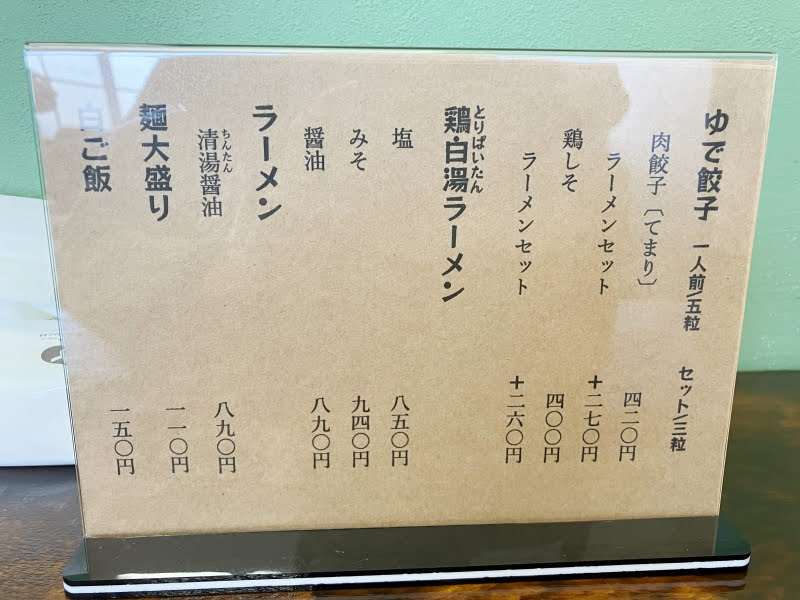 ゆで餃子 一人前/五粒 セット/三粒
肉餃子〔てまり〕 四二〇円
ラーメンセット +二七〇円
鶏しそ 四〇〇円
ラーメンセット +二六〇円
鶏白湯ラーメン
とりぱいたん
塩 八五〇円
みそ 九四〇円
醤油 八九〇円
ラーメン
清湯醤油 八九〇円
ちんたん
麺大盛り 一一〇円
白ご飯 一五〇円